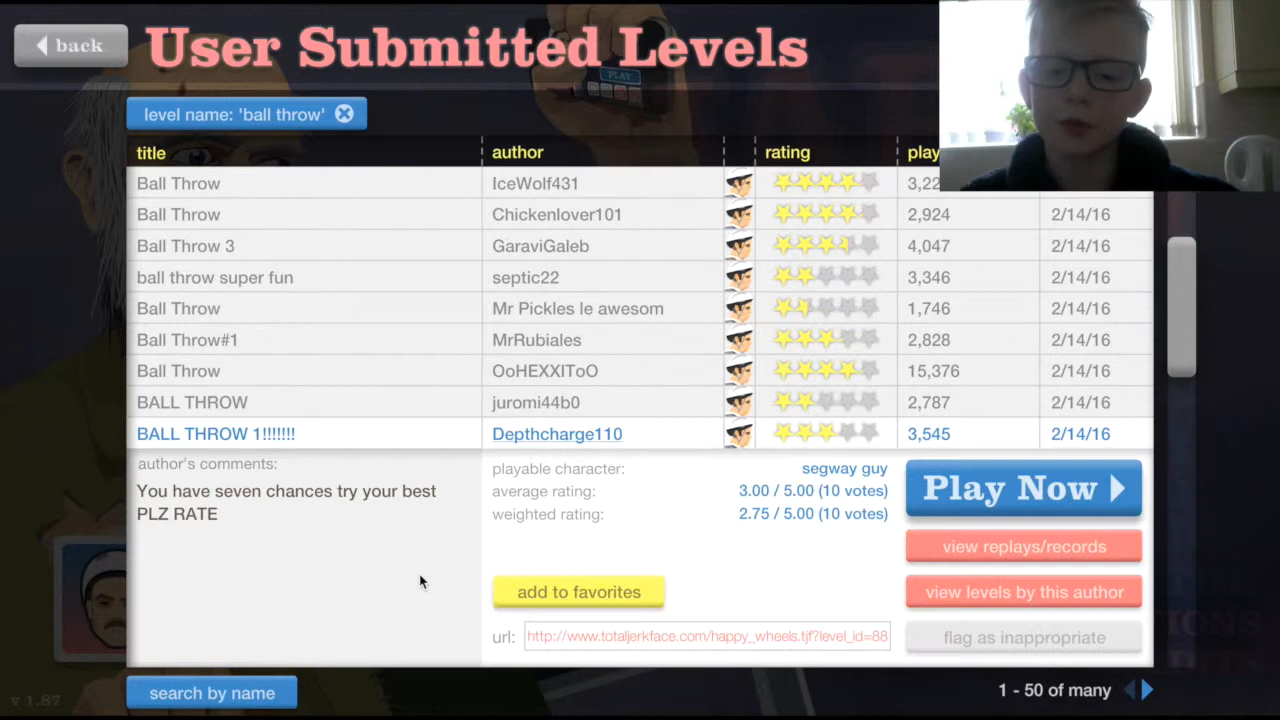 back
User Submitted Levels
PLAY
level name: 'ball throw'
title author rating play
Ball Throw IceWolf431 3,22
Ball Throw Chickenlover101 2,924 2/14/16
Ball Throw 3 GaraviGaleb 4,047 2/14/16
ball throw super fun septic22 3,346 2/14/16
Ball Throw Mr Pickles le awesom 1,746 2/14/16
Ball Throw#1 MrRubiales 2,828 2/14/16
Ball Throw OoHEXXIToO 15,376 2/14/16
BALL THROW juromi44b0 2,787 2/14/16
BALL THROW 1!!!!!!! Depthcharge110 3,545 2/14/16
author's comments:
You have seven chances try your best
PLZ RATE
playable character: segway guy
average rating: 3.00 / 5.00 (10 votes)
weighted rating: 2.75 / 5.00 (10 votes)
add to favorites
url: http://www.totaljerkface.com/happy_wheels.tjf?level_id=88
Play Now
view replays/records
view levels by this author
flag as inappropriate
v 1.87
search by name
1 - 50 of many